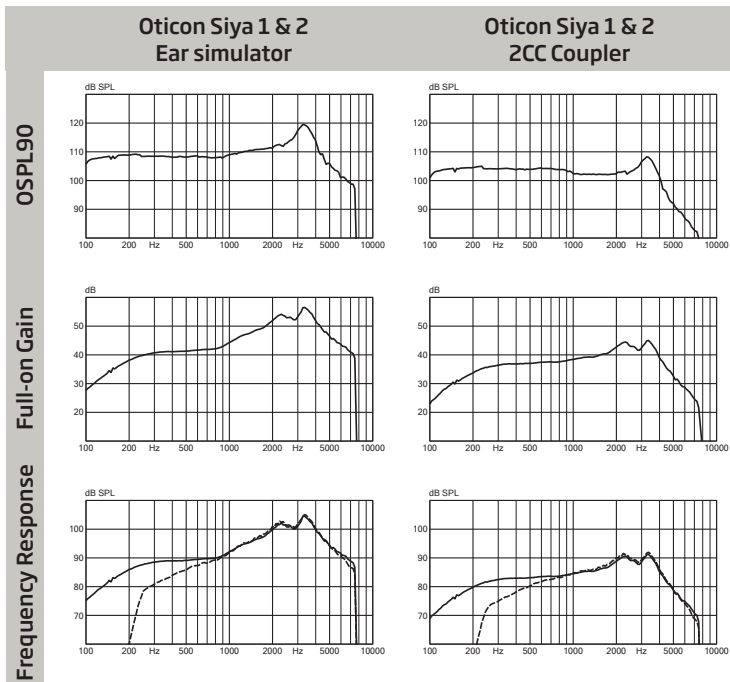 Oticon Siya 1 & 2
Ear simulator
Oticon Siya 1 & 2
2CC Coupler
OSPL90
dB SPL
120
110
100
90
100 200 Hz 500 1000 Hz 5000 10000
dB SPL
120
110
100
90
100 200 Hz 500 1000 2000 Hz 5000 10000
Full-on Gain
dB
50
40
30
20
100 200 Hz 500 1000 2000 Hz 5000 10000
dB
50
40
30
20
100 200 Hz 500 1000 2000 Hz 5000 10000
Frequency Response
dB SPL
100
90
80
70
100 200 Hz 500 1000 2000 Hz 5000 10000
dB SPL
100
90
80
70
100 200 Hz 500 1000 2000 Hz 5000 10000